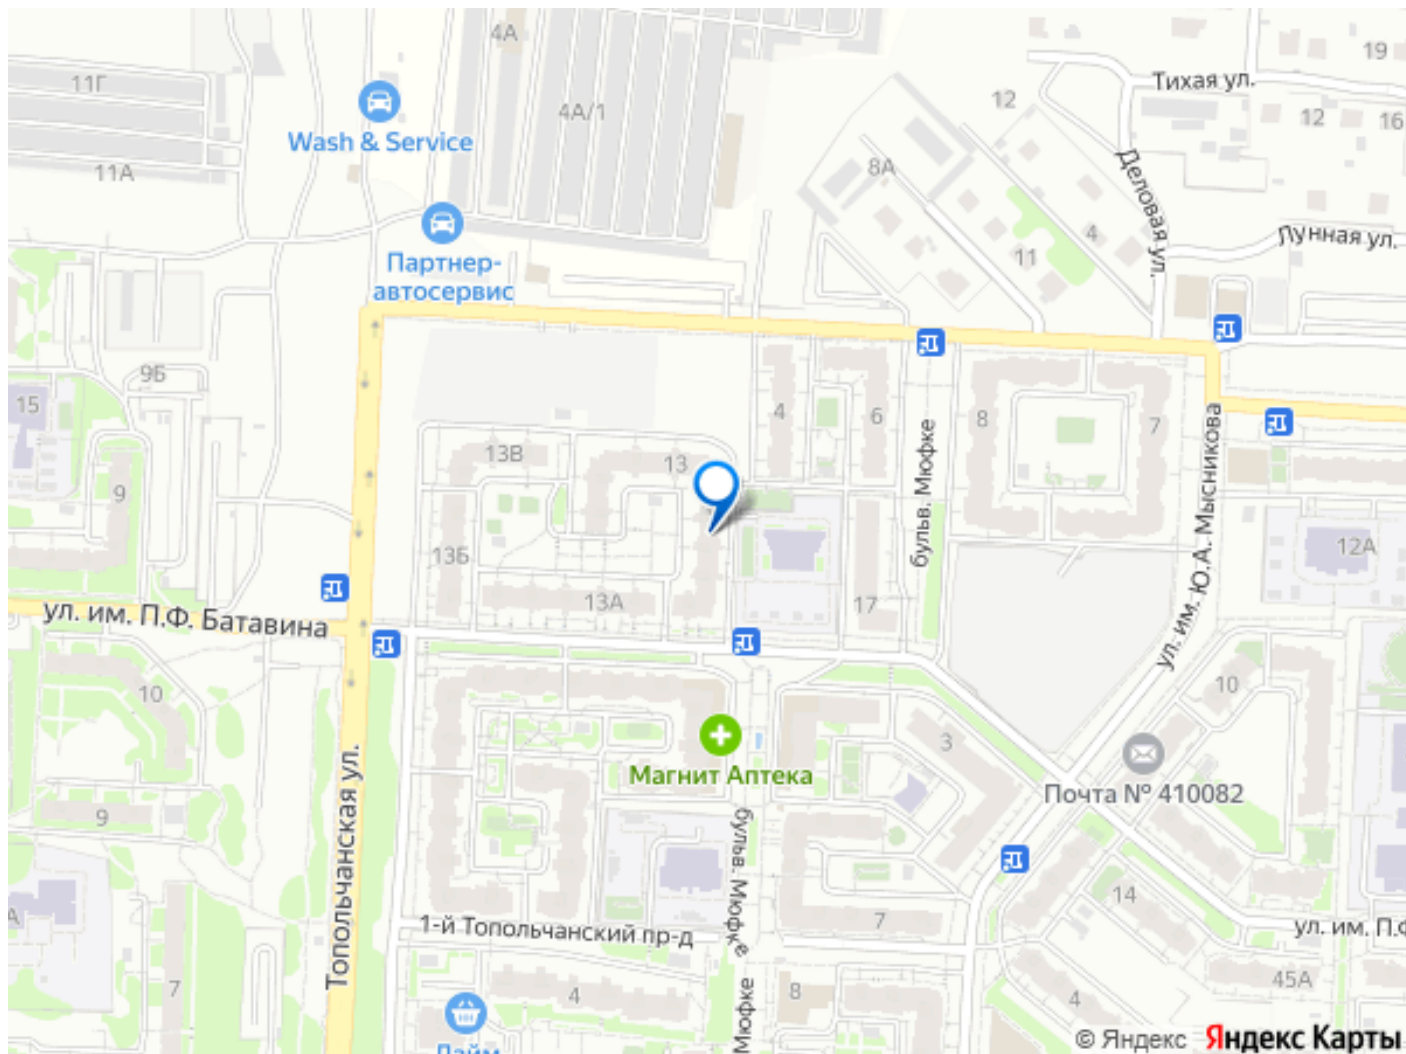 4А
19
11Г
Тихая ул.
12
Wash & Service
4А/1
12
16
11А
8А
Деловая ул.
4
Лунная ул.
11
Партнер-
автосервис
9Б
15
4
6
8
7
бульв. Мюфке
ул. им. Ю.А. Мысникова
13В
13
9
13Б
12А
13А
17
ул. им. П.Ф. Батавина
10
10
3
Магнит Аптека
Почта № 410082
Топольчанская ул.
9
бульв. Мюфке
14
А
7
1-й Топольчанский пр-д
ул. им. П.Ф
7
4
8
Мюфке
4
45А
Лайм
© Яндекс
Яндекс Карты